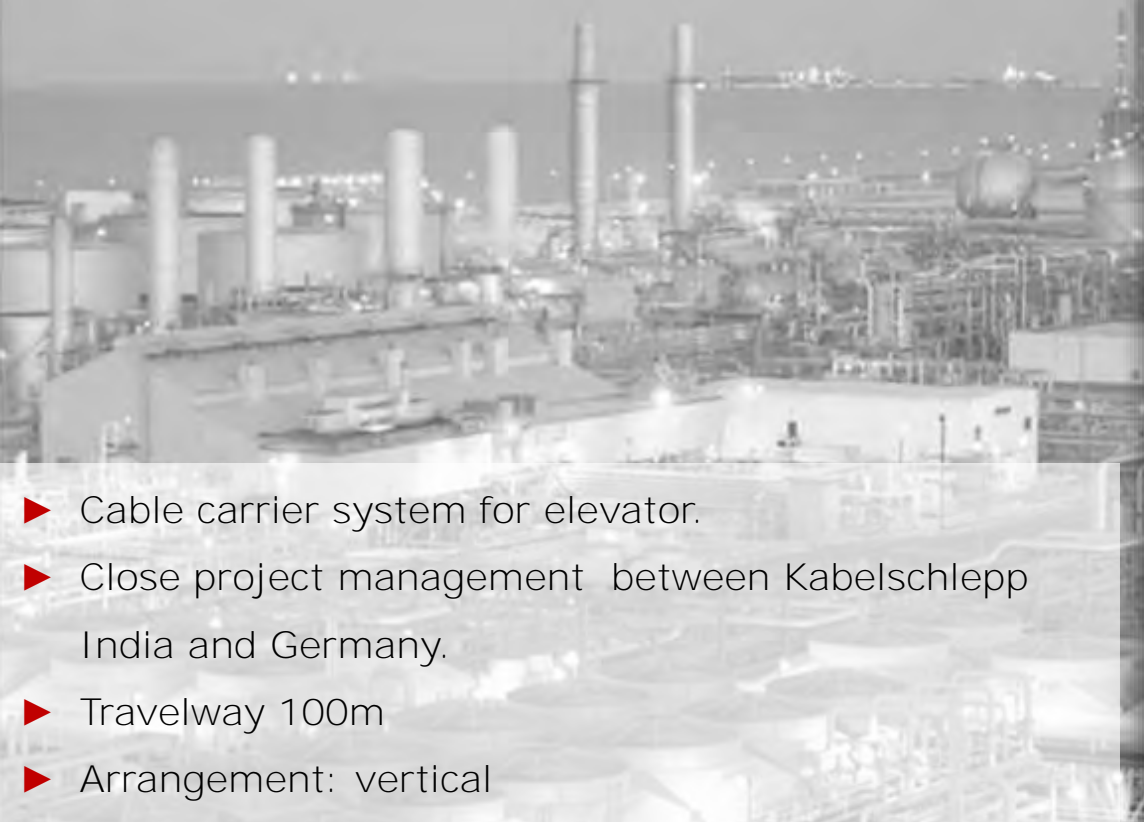 ► Cable carrier system for elevator.
► Close project management  between Kabelschlepp
India and Germany.
► Travelway 100m
► Arrangement: vertical